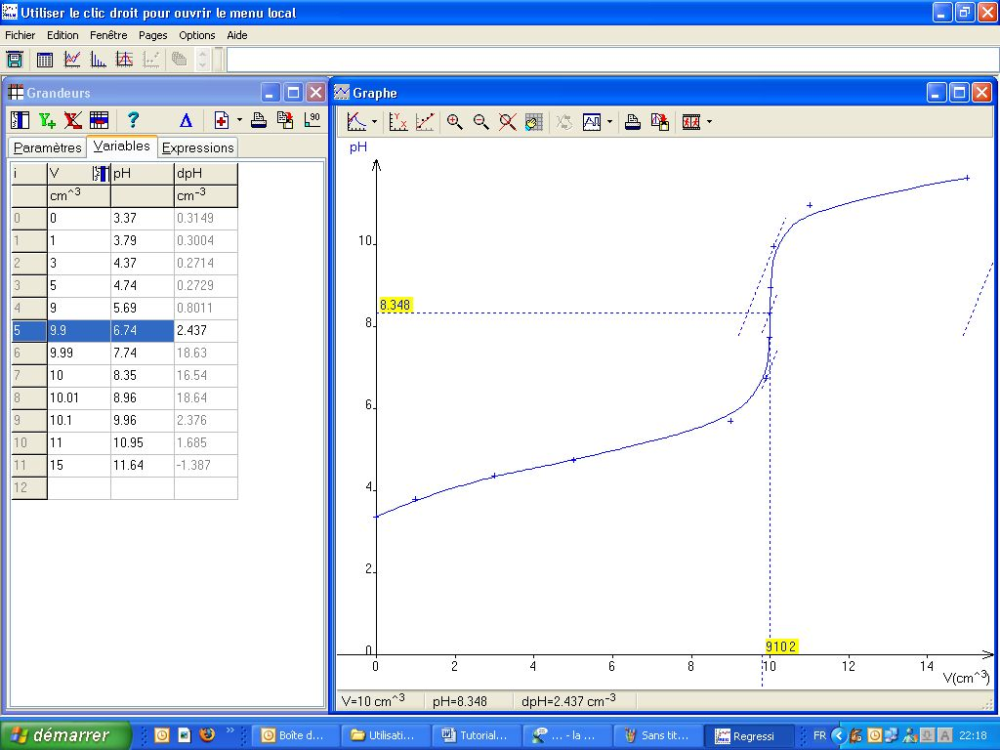 Utiliser le clic droit pour ouvrir le menu local
Fichier Edition Fenêtre Pages Options Aide
Grandeurs
Paramètres Variables Expressions
i V pH dpH
cm^3 cm-3
0 0 3.37 0.3149
1 1 3.79 0.3004
2 3 4.37 0.2714
3 5 4.74 0.2729
4 9 5.69 0.8011
5 9.9 6.74 2.437
6 9.99 7.74 18.63
7 10 8.35 16.54
8 10.01 8.96 18.64
9 10.1 9.96 2.376
10 11 10.95 1.685
11 15 11.64 -1.387
12
Graphe
pH
10
8.348
8
6
4
2
0
9102
0 2 4 6 8 10 12 14
V(cm^3)
V=10 cm^3 pH=8.348 dpH=2.437 cm-3
démarrer Boîte d... Utilisati... Tutorial... ... - la ... Sans tit... Regressi FR 22:18